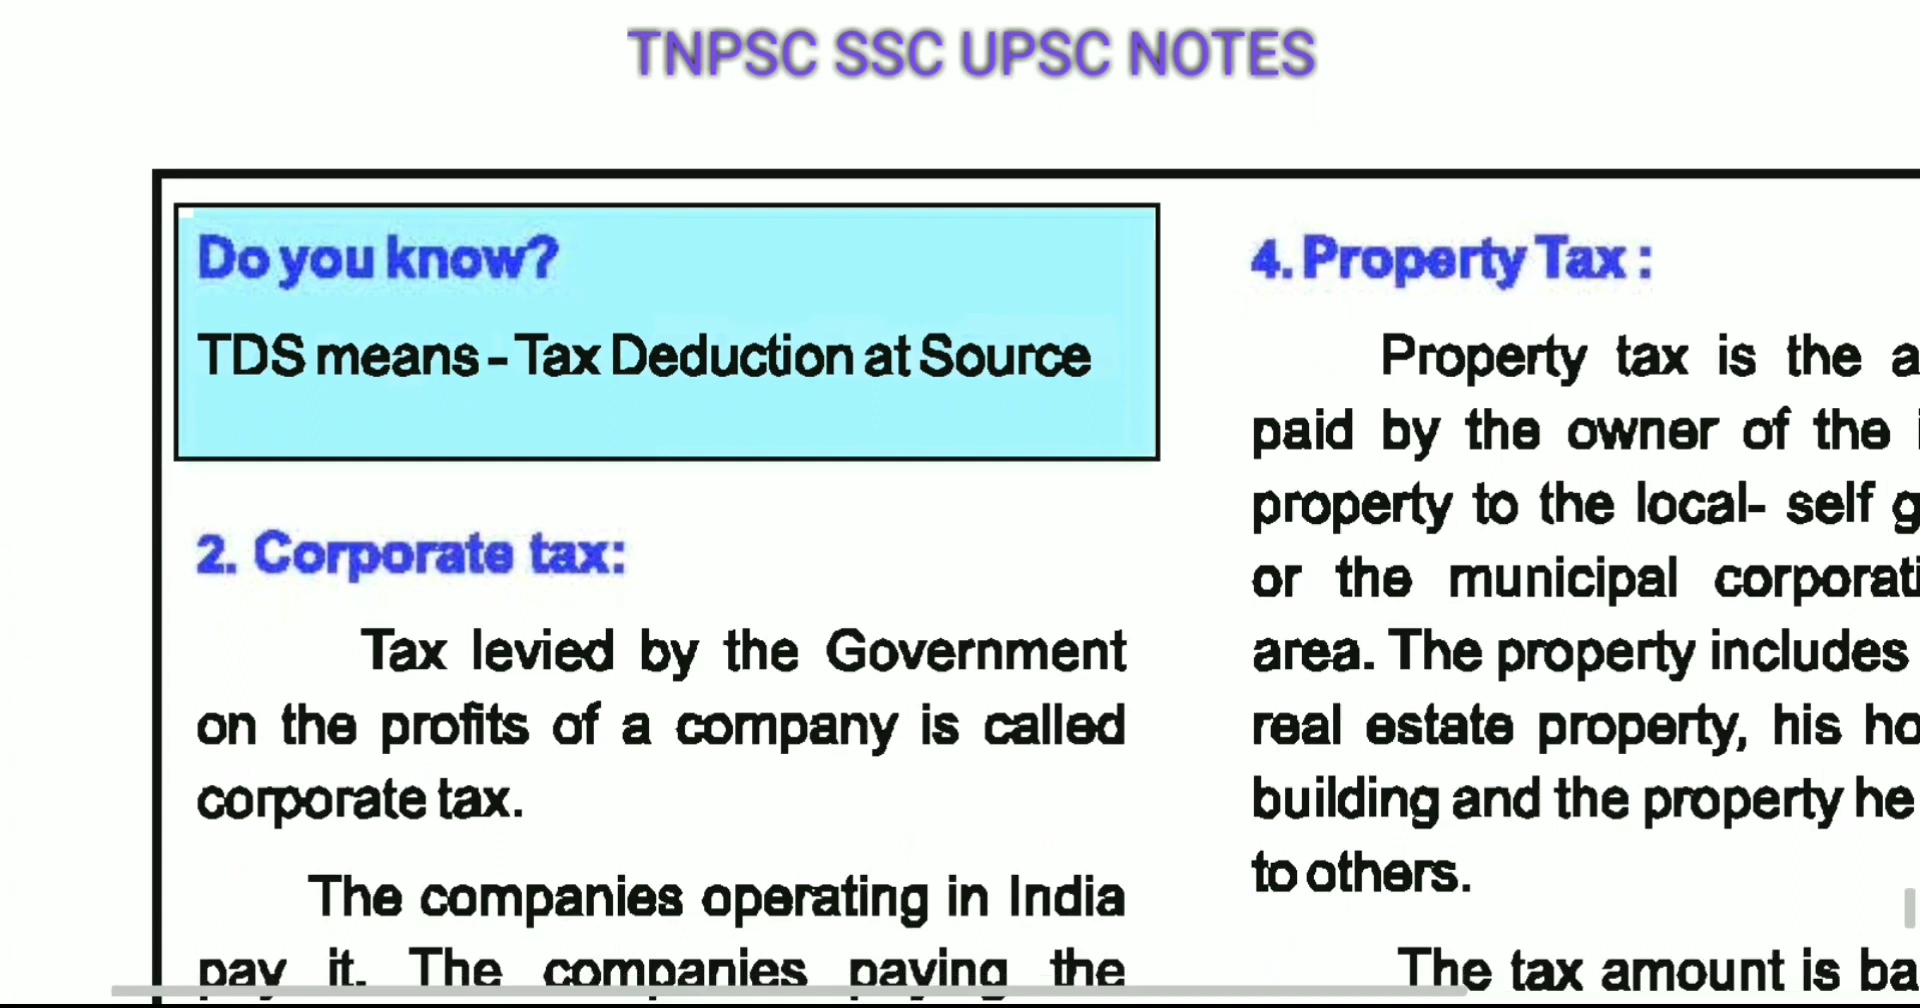 TNPSC SSC UPSC NOTES
Do you know?
TDS means - Tax Deduction at Source
2. Corporate tax:
Tax levied by the Government
on the profits of a company is called
corporate tax.
The companies operating in India
pay it. The companies paying the
4. Property Tax :
Property tax is the
paid by the owner of the
property to the local- self
or the municipal
area. The property includes
real estate property, his
building and the property he
to others.
The tax amount is